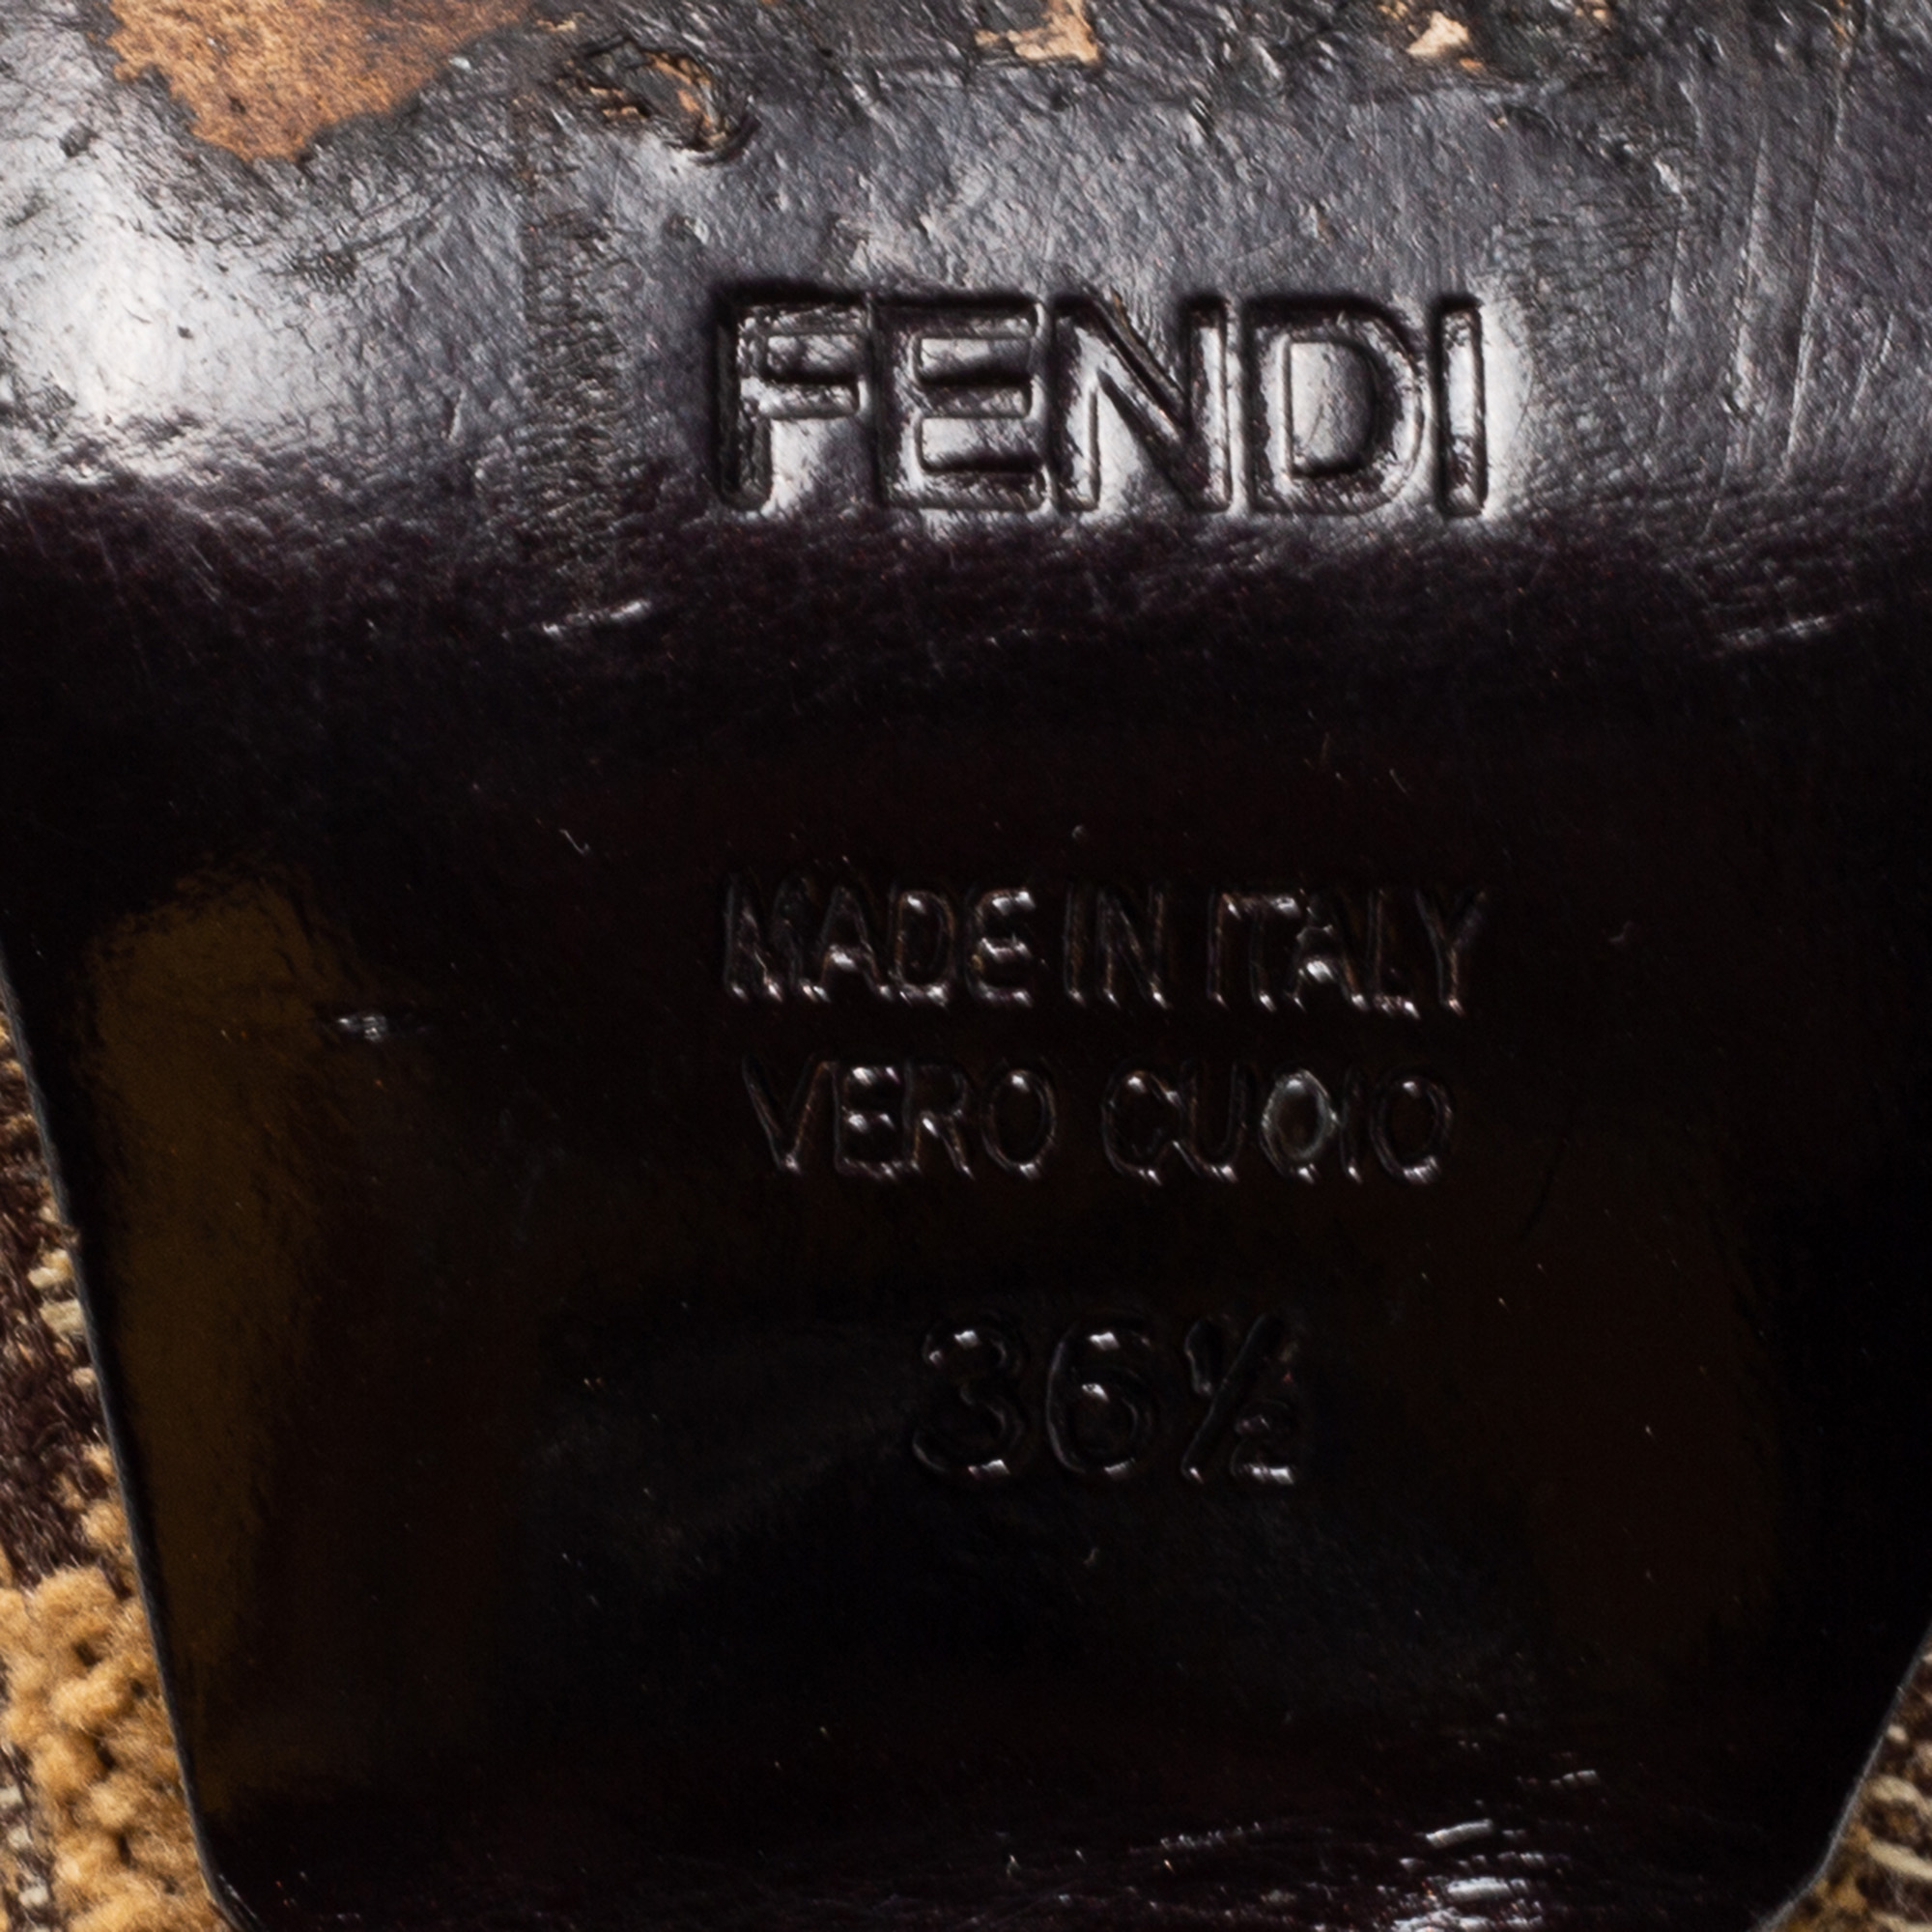 FENDI
MADE IN ITALY
VERO CUOIO
36½